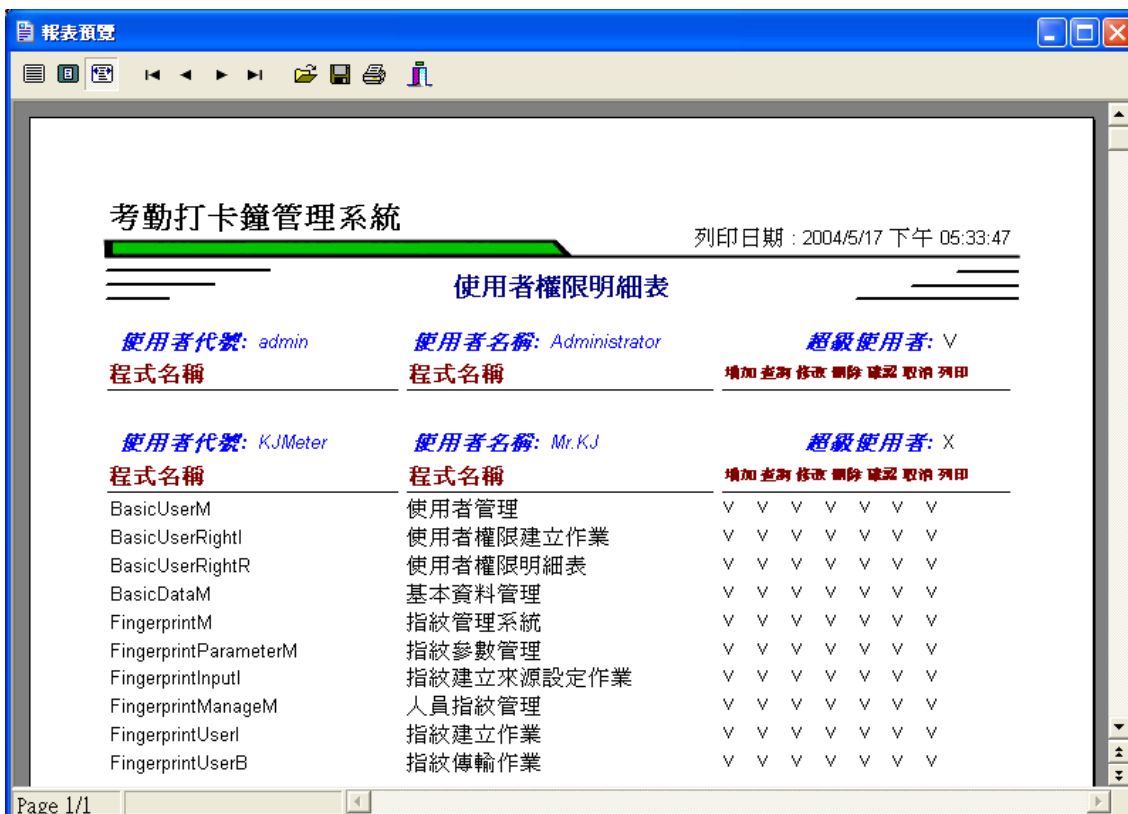 報表預覽
考勤打卡鐘管理系統
列印日期 : 2004/5/17 下午 05:33:47
使用者權限明細表
使用者代號: admin 使用者名稱: Administrator 超級使用者: V
程式名稱 程式名稱 增加 查詢 修改 刪除 確認 取消 列印
使用者代號: KJMeter 使用者名稱: Mr.KJ 超級使用者: X
程式名稱 程式名稱 增加 查詢 修改 刪除 確認 取消 列印
BasicUserM 使用者管理 V V V V V V V
BasicUserRightI 使用者權限建立作業 V V V V V V V
BasicUserRightR 使用者權限明細表 V V V V V V V
BasicDataM 基本資料管理 V V V V V V V
FingerprintM 指紋管理系統 V V V V V V V
FingerprintParameterM 指紋參數管理 V V V V V V V
FingerprintInputI 指紋建立來源設定作業 V V V V V V V
FingerprintManageM 人員指紋管理 V V V V V V V
FingerprintUserI 指紋建立作業 V V V V V V V
FingerprintUserB 指紋傳輸作業 V V V V V V V
Page 1/1